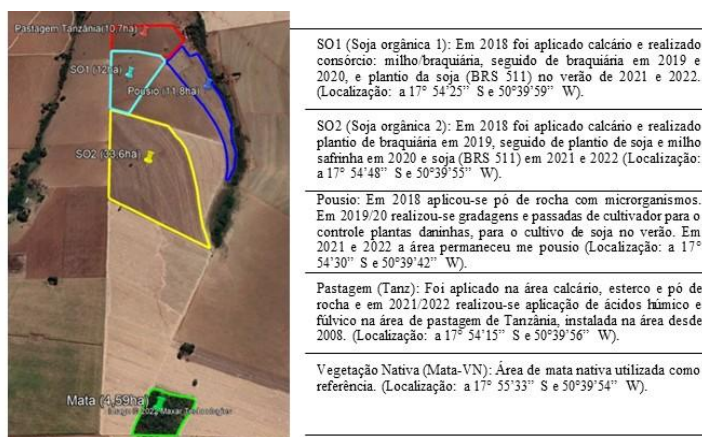 Pastagem Tanzânia(10,7ha)
SO1 (12ha)
Pousio (11,8ha)
SO2 (33,6ha)
Mata (4,59ha)
Image © 2023 Maxar Technologies
SO1 (Soja orgânica 1): Em 2018 foi aplicado calcário e realizado
consórcio: milho/braquiária, seguido de braquiária em 2019 e
2020, e plantio da soja (BRS 511) no verão de 2021 e 2022.
(Localização: a 17° 54’25” S e 50°39’59” W).
SO2 (Soja orgânica 2): Em 2018 foi aplicado calcário e realizado
plantio de braquiária em 2019, seguido de plantio de soja e milho
safrinha em 2020 e soja (BRS 511) em 2021 e 2022 (Localização:
a 17° 54’48” S e 50°39’55” W).
Pousio: Em 2018 aplicou-se pó de rocha com microrganismos.
Em 2019/20 realizou-se gradagens e passadas de cultivador para o
controle plantas daninhas, para o cultivo de soja no verão. Em
2021 e 2022 a área permaneceu me pousio (Localização: a 17°
54’30” S e 50°39’42” W).
Pastagem (Tanz): Foi aplicado na área calcário, esterco e pó de
rocha e em 2021/2022 realizou-se aplicação de ácidos húmico e
fúlvico na área de pastagem de Tanzânia, instalada na área desde
2008. (Localização: a 17° 54’15” S e 50°39’56” W).
Vegetação Nativa (Mata-VN): Área de mata nativa utilizada como
referência. (Localização: a 17° 55’33” S e 50°39’54” W).